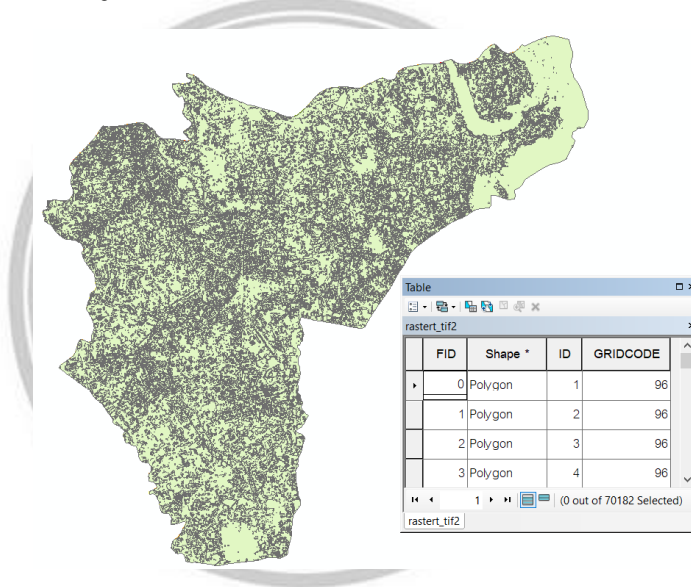 Table
rastert_tif2
FID Shape * ID GRIDCODE
0 Polygon 1 96
1 Polygon 2 96
2 Polygon 3 96
3 Polygon 4 96
1 (0 out of 70182 Selected)
rastert_tif2